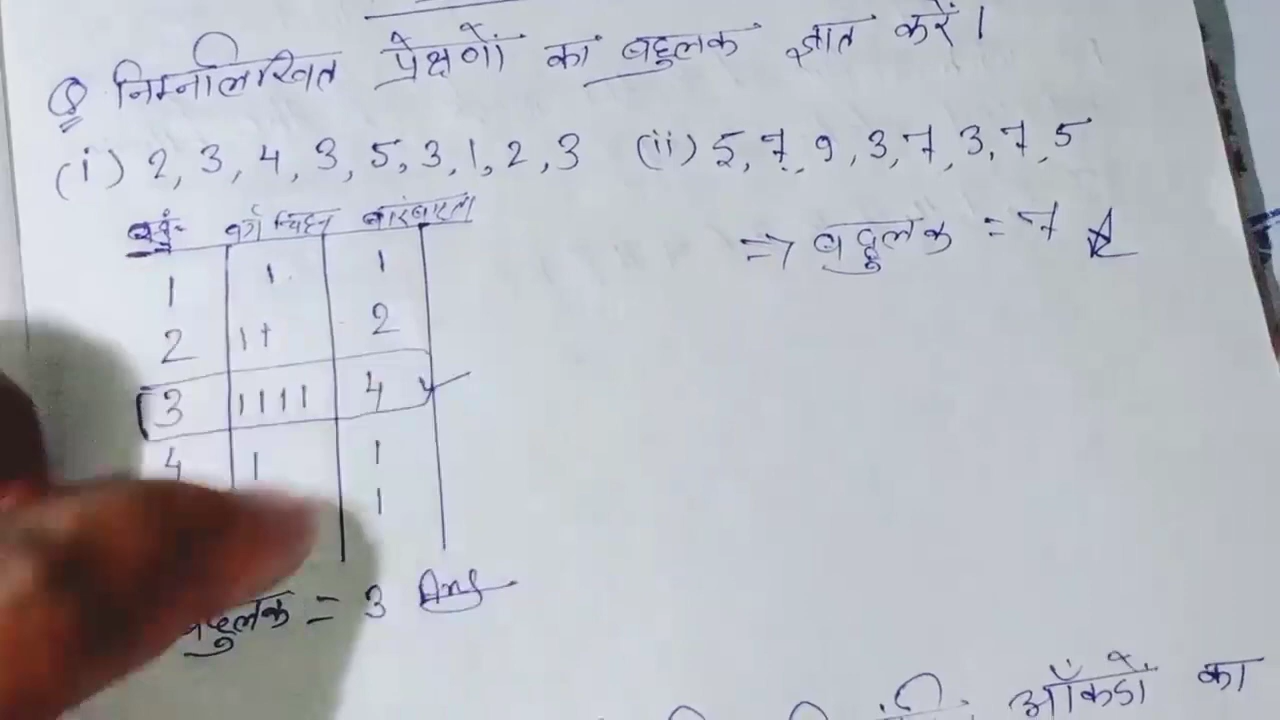 Q निम्नलिखित प्रेक्षणों का बहुलक ज्ञात करें।
(i) 2, 3, 4, 3, 5, 3, 1, 2, 3 (ii) 5, 7, 9, 3, 7, 3, 7, 5
वर्ग चिह्न बारंबारता
⇒ बहुलक = 7
1 | 1
2 || 2
3 |||| 4
4 | 1
1
बहुलक = 3 Ans
आँकड़ों का